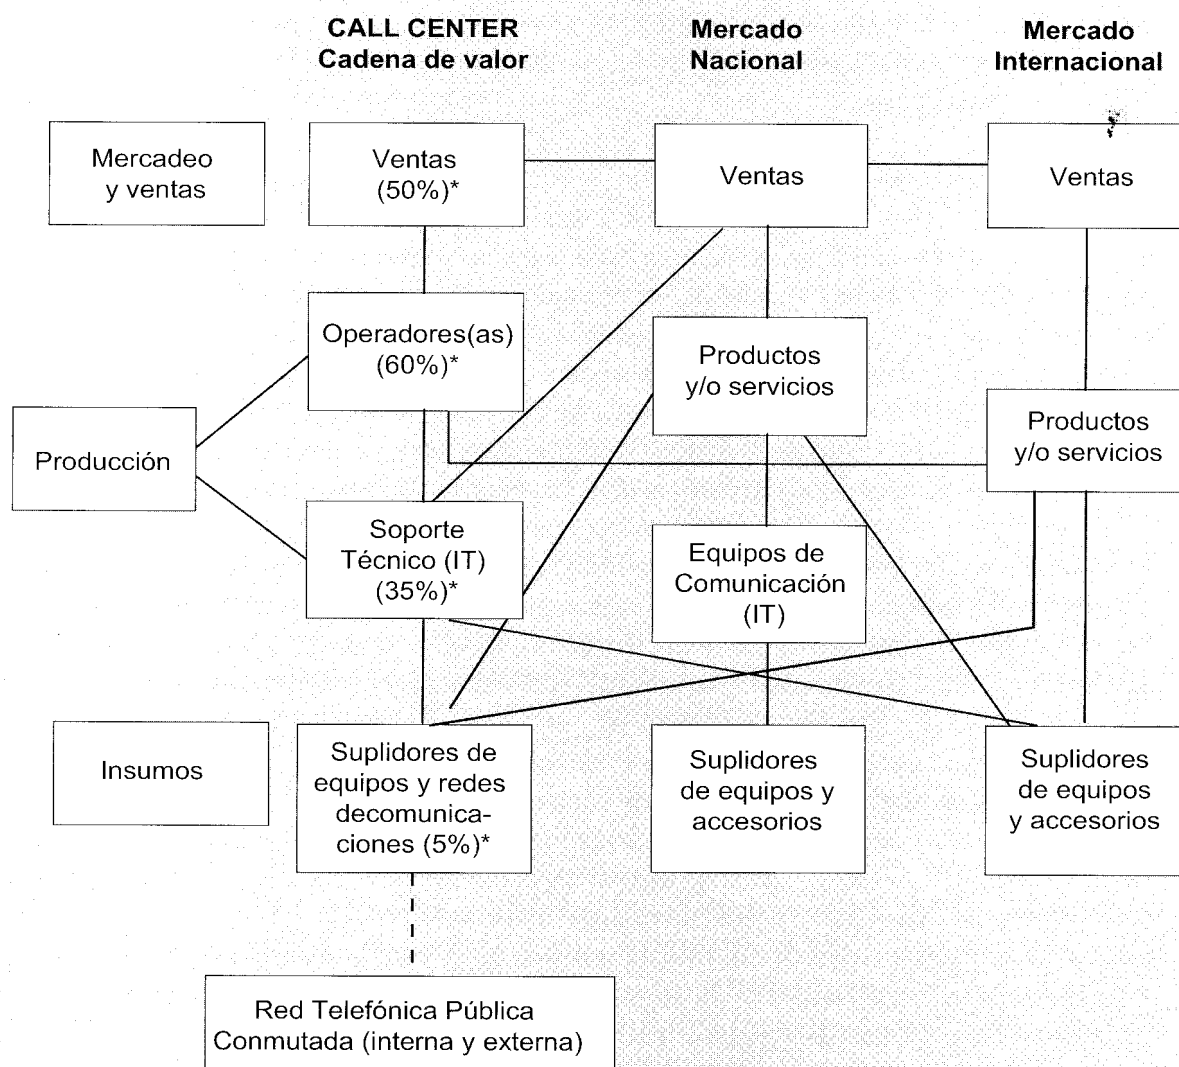 CALL CENTER
Cadena de valor
Mercado
Nacional
Mercado
Internacional
Mercadeo
y ventas
Ventas
(50%)*
Ventas
Ventas
Operadores(as)
(60%)*
Productos
y/o servicios
Productos
y/o servicios
Producción
Soporte
Técnico (IT)
(35%)*
Equipos de
Comunicación
(IT)
Insumos
Suplidores de
equipos y redes
decomunica-
ciones (5%)*
Suplidores
de equipos y
accesorios
Suplidores
de equipos
y accesorios
Red Telefónica Pública
Conmutada (interna y externa)